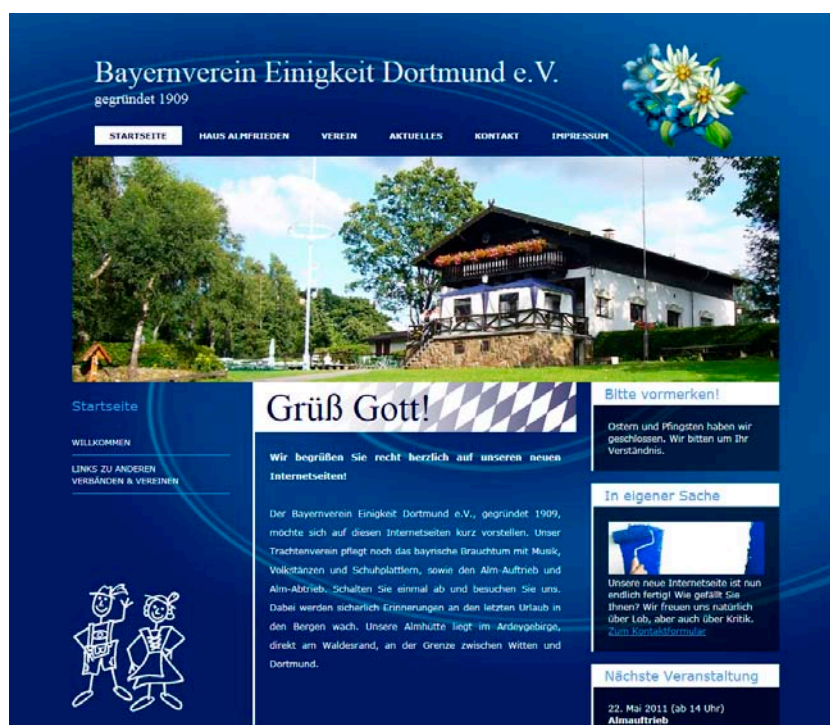 Bayernverein Einigkeit Dortmund e.V.
gegründet 1909
STARTSEITE HAUS ALMFRIEDEN VEREIN AKTUELLES KONTAKT IMPRESSUM
Startseite
WILLKOMMEN
LINKS ZU ANDEREN
VERBÄNDEN & VEREINEN
Grüß Gott!
Wir begrüßen Sie recht herzlich auf unseren neuen
Internetseiten!
Der Bayernverein Einigkeit Dortmund e.V., gegründet 1909,
möchte sich auf diesen Internetseiten kurz vorstellen. Unser
Trachtenverein pflegt noch das bayrische Brauchtum mit Musik,
Volkstänzen und Schuhplattlern, sowie den Alm-Auftrieb und
Alm-Abtrieb. Schalten Sie einmal ab und besuchen Sie uns.
Dabei werden sicherlich Erinnerungen an den letzten Urlaub in
den Bergen wach. Unsere Almhütte liegt im Ardeygebirge,
direkt am Waldesrand, an der Grenze zwischen Witten und
Dortmund.
Bitte vormerken!
Ostern und Pfingsten haben wir
geschlossen. Wir bitten um Ihr
Verständnis.
In eigener Sache
Unsere neue Internetseite ist nun
endlich fertig! Wie gefällt Sie
Ihnen? Wir freuen uns natürlich
über Lob, aber auch über Kritik.
Zum Kontaktformular
Nächste Veranstaltung
22. Mai 2011 (ab 14 Uhr)
Almauftrieb